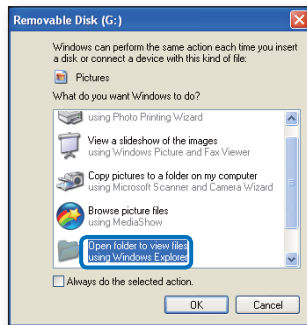 Removable Disk (G:)
Windows can perform the same action each time you insert
a disk or connect a device with this kind of file:
Pictures
What do you want Windows to do?
using Photo Printing Wizard
View a slideshow of the images
using Windows Picture and Fax Viewer
Copy pictures to a folder on my computer
using Microsoft Scanner and Camera Wizard
Browse picture files
using MediaShow
Open folder to view files
using Windows Explorer
Always do the selected action.
OK
Cancel